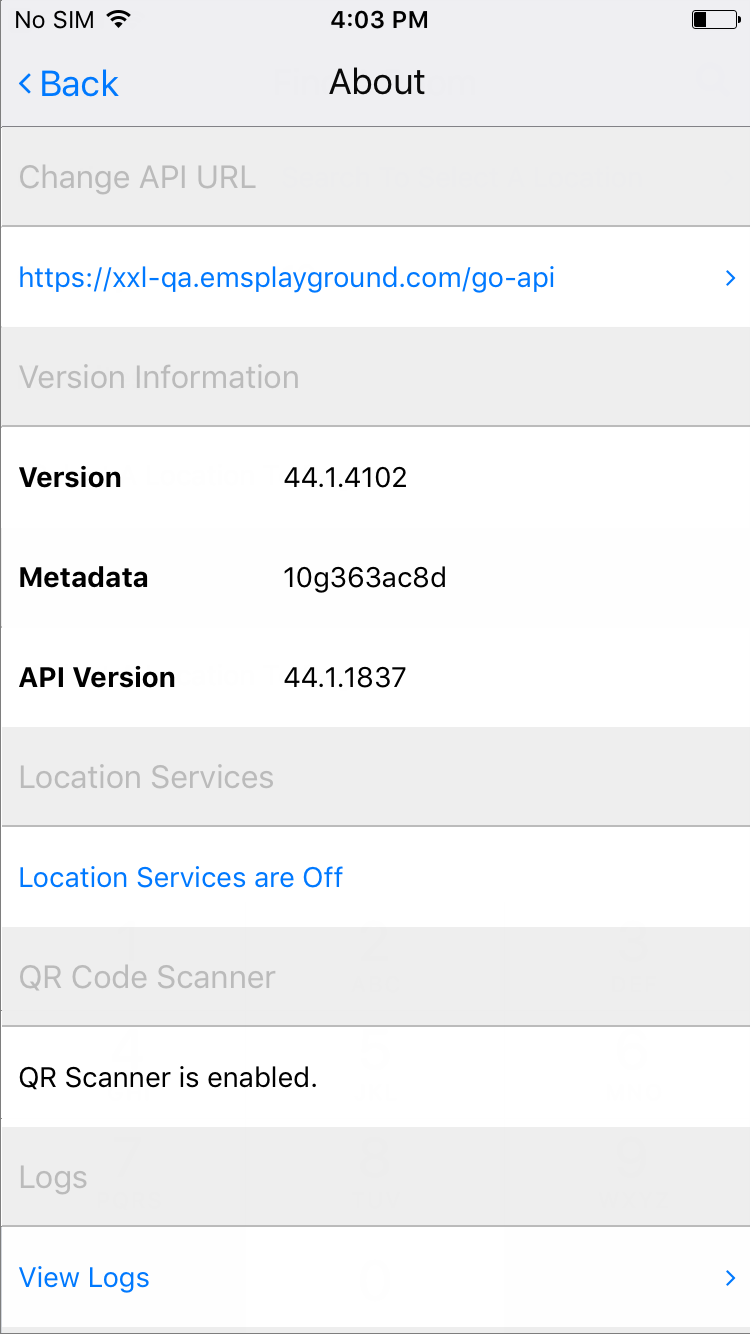 No SIM 4:03 PM
Back About
Change API URL
https://xxl-qa.emsplayground.com/go-api
Version Information
Version 44.1.4102
Metadata 10g363ac8d
API Version 44.1.1837
Location Services
Location Services are Off
QR Code Scanner
QR Scanner is enabled.
Logs
View Logs